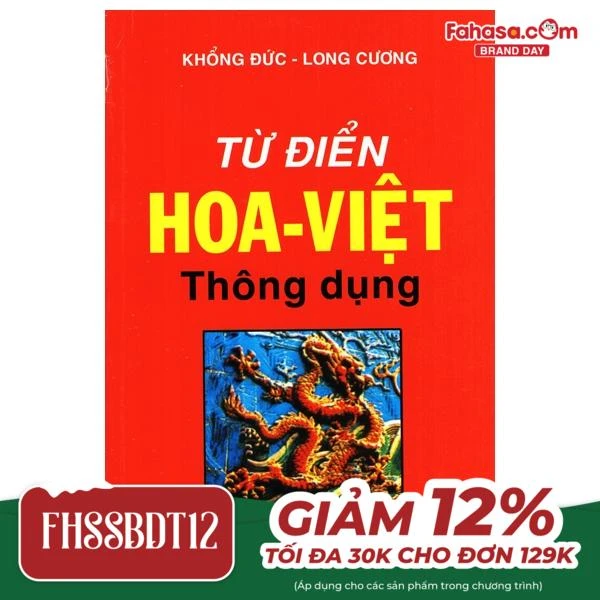 Fahasa.com
BRAND DAY
KHỔNG ĐỨC - LONG CƯƠNG
TỪ ĐIỂN
HOA-VIỆT
Thông dụng
FHSSBDT12
GIẢM 12%
TỐI ĐA 30K CHO ĐƠN 129K
(Áp dụng cho các sản phẩm trong chương trình)